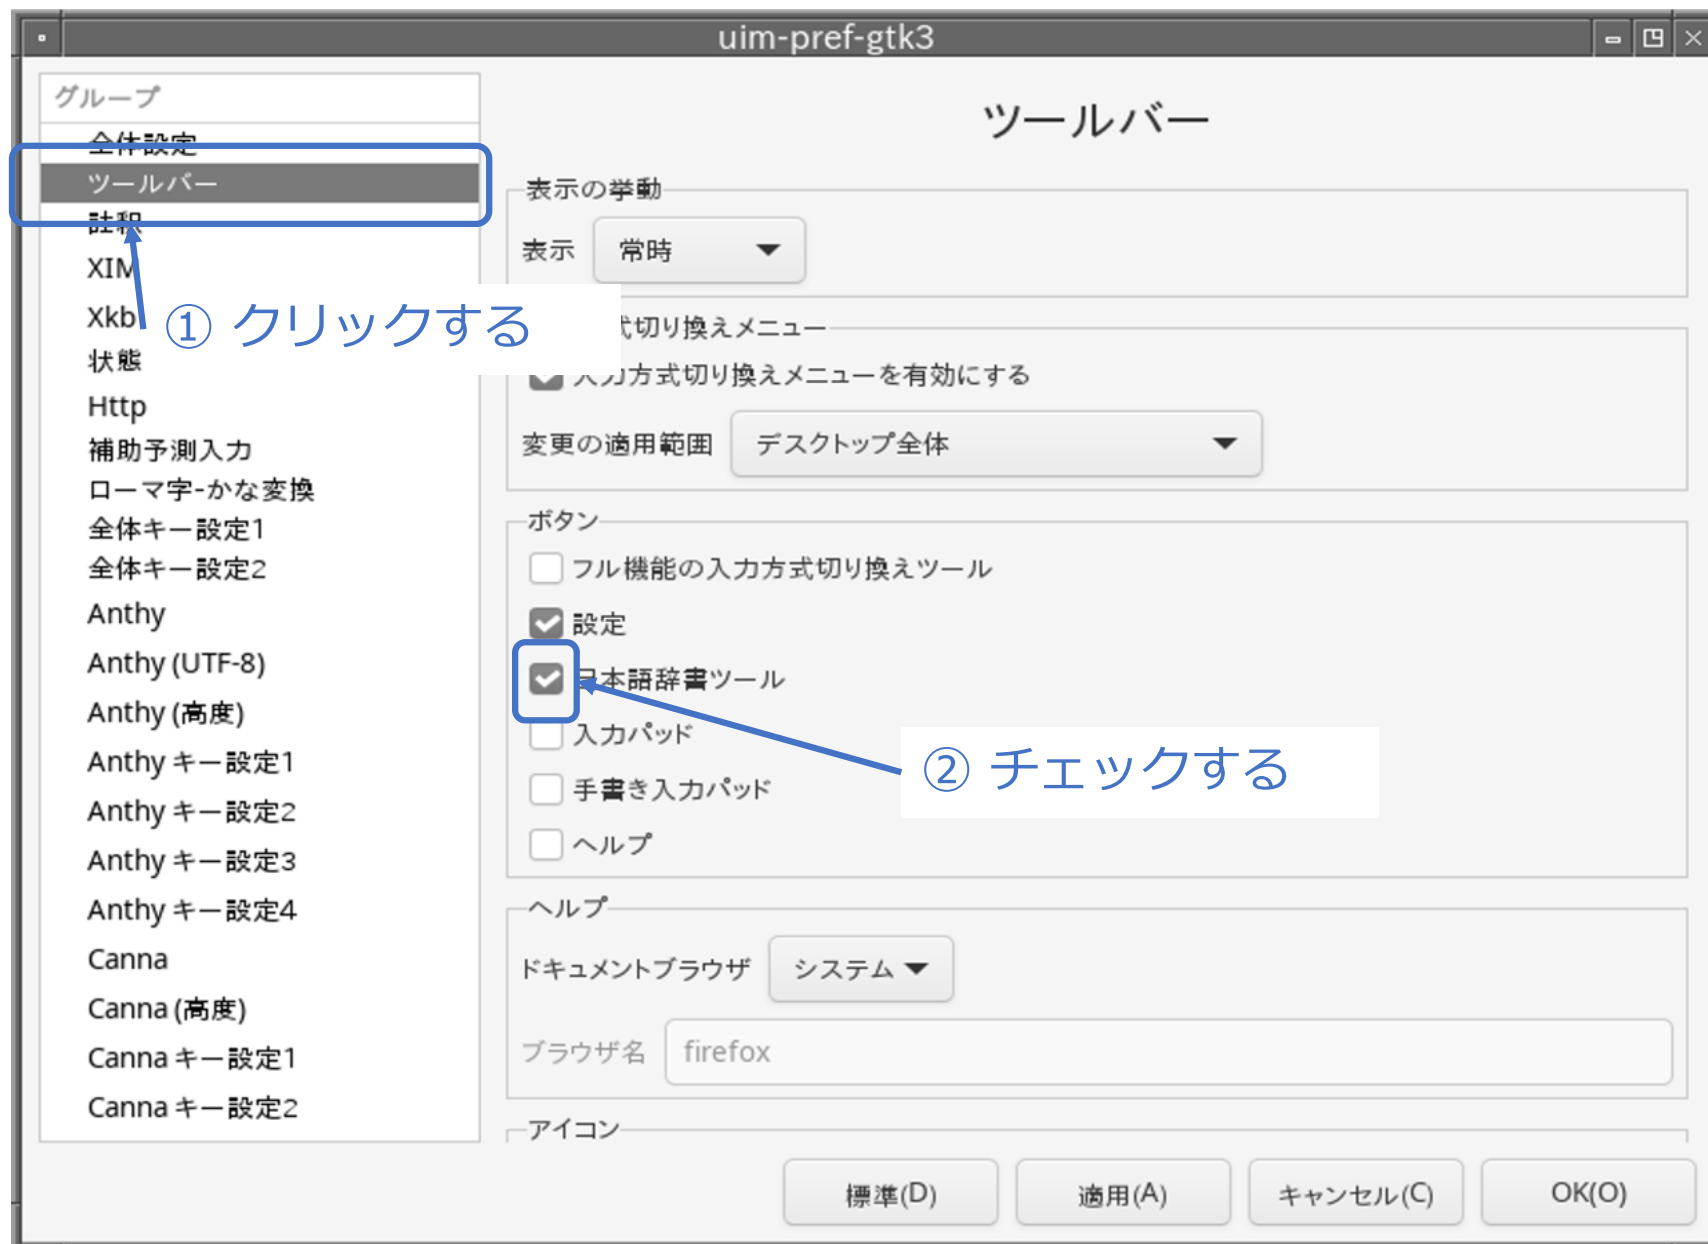 uim-pref-gtk3
グループ
全体設定
ツールバー
註釈
XIM
Xkb
状態
Http
補助予測入力
ローマ字-かな変換
全体キー設定1
全体キー設定2
Anthy
Anthy (UTF-8)
Anthy (高度)
Anthy キー設定1
Anthy キー設定2
Anthy キー設定3
Anthy キー設定4
Canna
Canna (高度)
Canna キー設定1
Canna キー設定2
① クリックする
ツールバー
表示の挙動
表示 常時
式切り換えメニュー
入力方式切り換えメニューを有効にする
変更の適用範囲 デスクトップ全体
ボタン
フル機能の入力方式切り換えツール
設定
日本語辞書ツール
入力パッド
② チェックする
手書き入力パッド
ヘルプ
ヘルプ
ドキュメントブラウザ システム
ブラウザ名 firefox
アイコン
標準(D) 適用(A) キャンセル(C) OK(O)